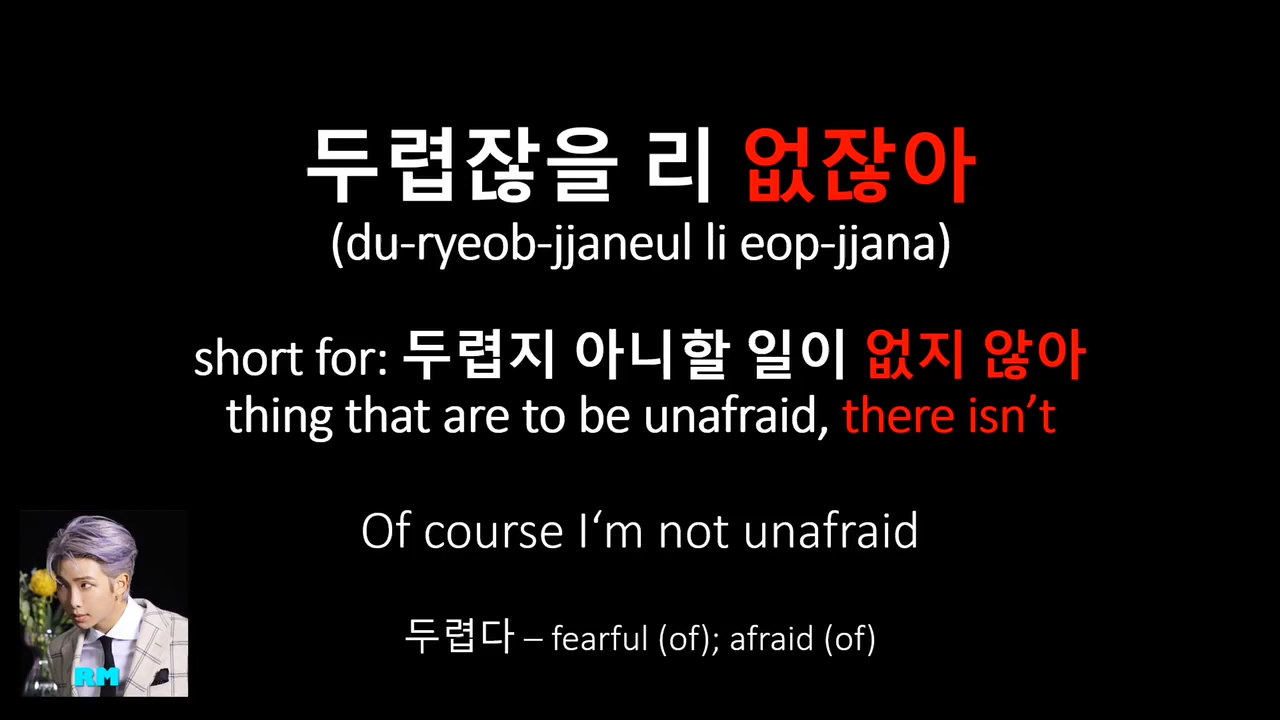 두렵잖을 리 없잖아
(du-ryeob-jjaneul li eop-jjana)
short for: 두렵지 아니할 일이 없지 않아
thing that are to be unafraid, there isn’t
Of course I‘m not unafraid
두렵다 – fearful (of); afraid (of)
RM